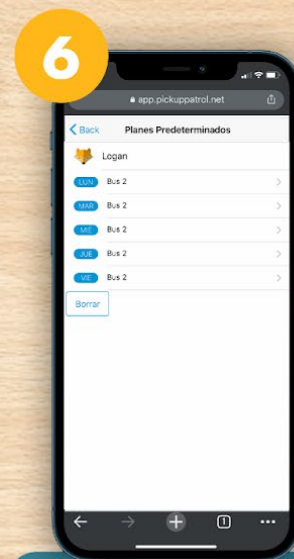 6
app.pickuppatrol.net
Back Planes Predeterminados
Logan
LUN Bus 2
MAR Bus 2
MIÉ Bus 2
JUE Bus 2
VIE Bus 2
Borrar
1